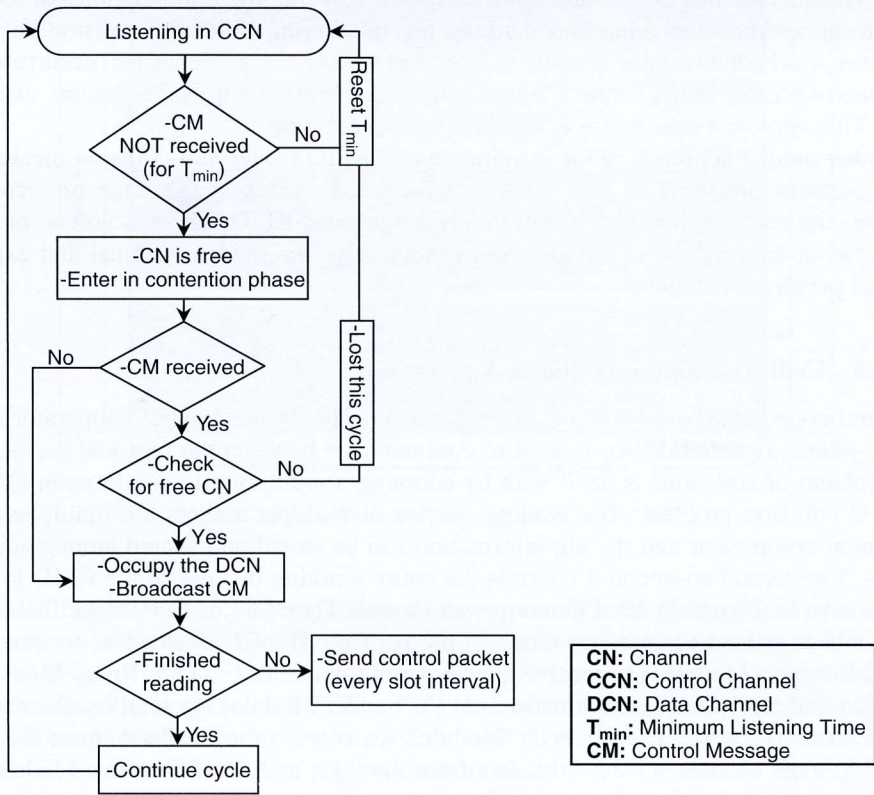 Listening in CCN
Reset T_min
-CM
NOT received
(for T_min)
No
Yes
-CN is free
-Enter in contention phase
No
-CM received
-Lost this cycle
Yes
-Check
for free CN
No
Yes
-Occupy the DCN
-Broadcast CM
-Finished
reading
No
-Send control packet
(every slot interval)
Yes
-Continue cycle
CN: Channel
CCN: Control Channel
DCN: Data Channel
T_min: Minimum Listening Time
CM: Control Message